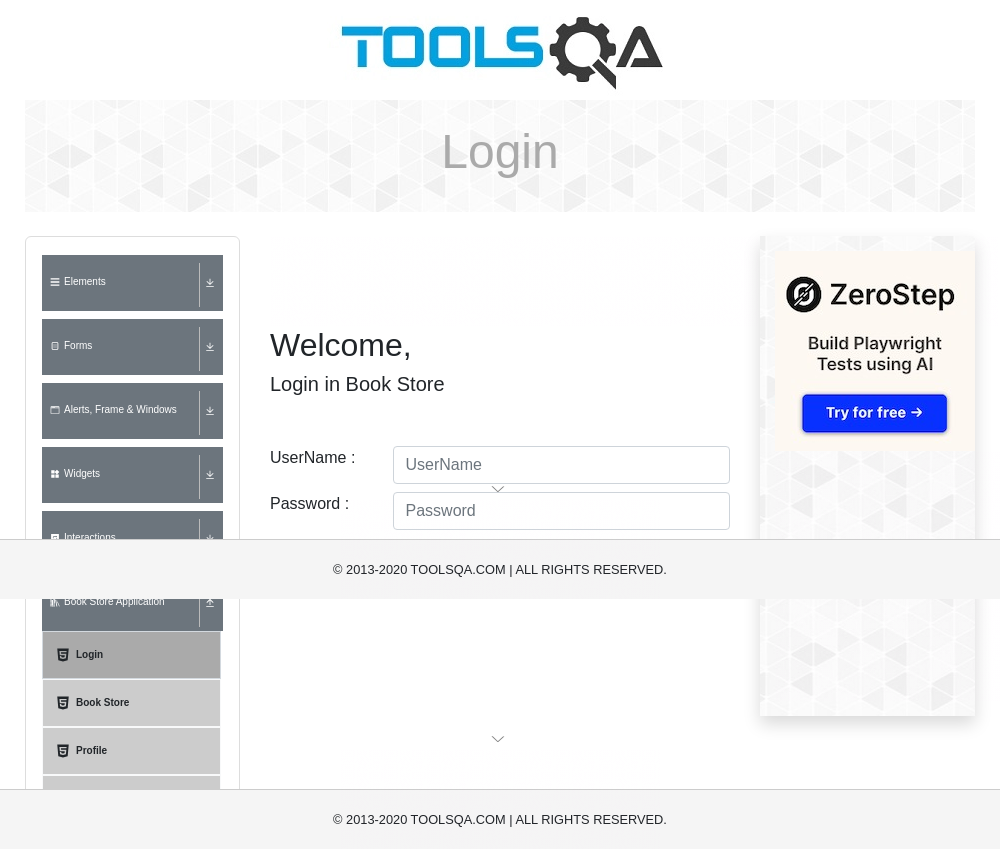 TOOLSQA
Login
Elements
Forms
Alerts, Frame & Windows
Widgets
Interactions
Welcome,
Login in Book Store
UserName :
UserName
Password :
Password
ZeroStep
Build Playwright
Tests using AI
Try for free →
© 2013-2020 TOOLSQA.COM | ALL RIGHTS RESERVED.
Book Store Application
Login
Book Store
Profile
© 2013-2020 TOOLSQA.COM | ALL RIGHTS RESERVED.